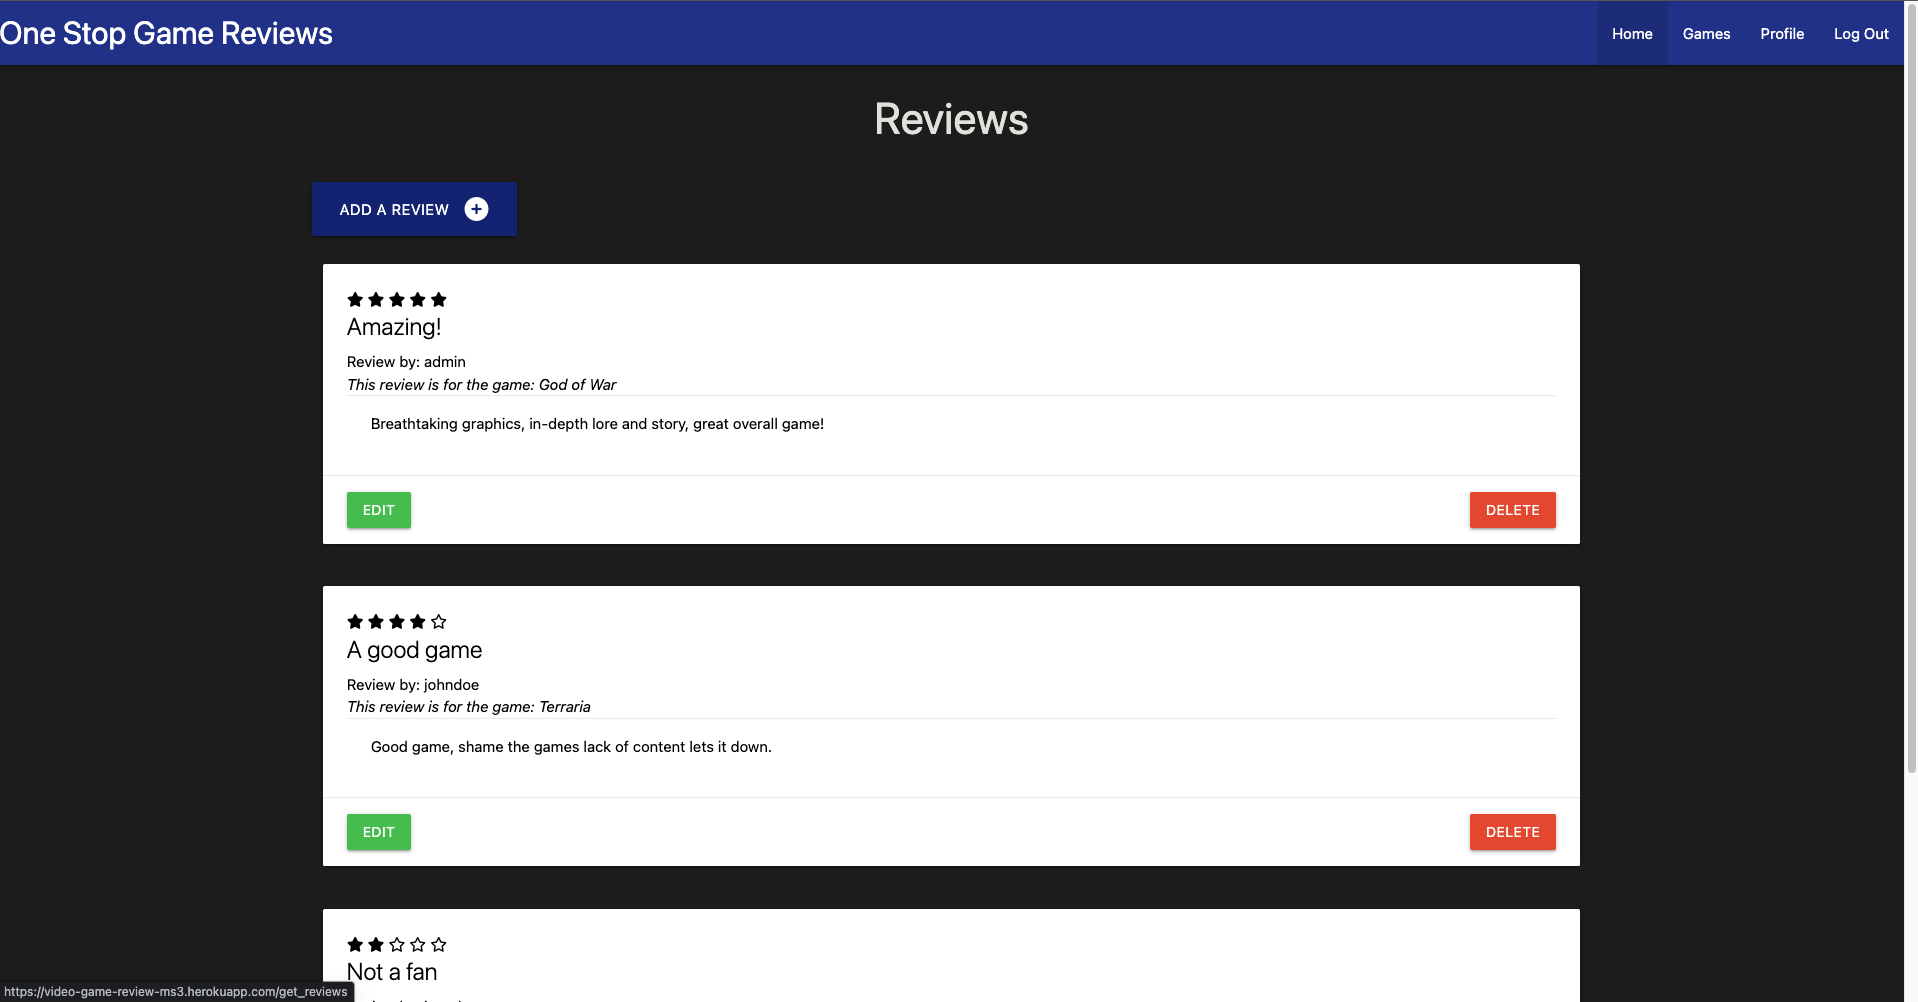 One Stop Game Reviews
Home Games Profile Log Out
Reviews
ADD A REVIEW
Amazing!
Review by: admin
This review is for the game: God of War
Breathtaking graphics, in-depth lore and story, great overall game!
EDIT DELETE
A good game
Review by: johndoe
This review is for the game: Terraria
Good game, shame the games lack of content lets it down.
EDIT DELETE
Not a fan
https://video-game-review-ms3.herokuapp.com/get_reviews